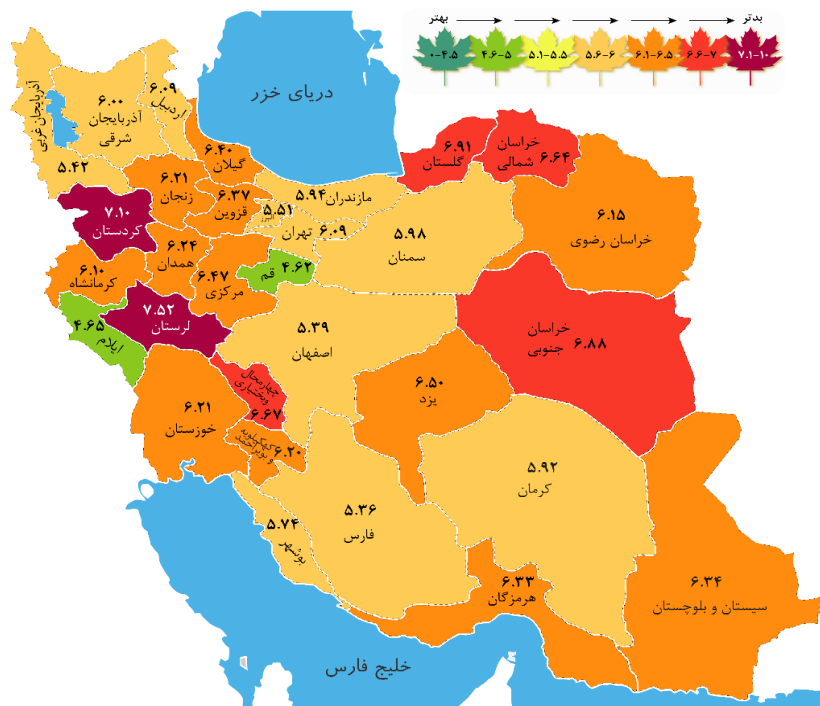 بهتر
بدتر
۰-۴.۵
۴.۶-۵
۵.۱-۵.۵
۵.۶-۶
۶.۱-۶.۵
۶.۶-۷
۷.۱-۱۰
دریای خزر
آذربایجان غربی
۵.۴۲
۶.۰۰
آذربایجان
شرقی
۶.۰۹
اردبیل
۶.۴۰
گیلان
۶.۲۱
زنجان
۶.۳۷
قزوین
۵.۵۱
البرز
۵.۹۴
مازندران
تهران
۶.۰۹
۶.۹۱
گلستان
خراسان
شمالی
۶.۶۴
۶.۱۵
خراسان رضوی
۵.۹۸
سمنان
۷.۱۰
کردستان
۶.۲۴
همدان
۶.۴۷
مرکزی
۴.۶۲
قم
۶.۱۰
کرمانشاه
۷.۵۲
لرستان
۴.۶۵
ایلام
۵.۳۹
اصفهان
خراسان
جنوبی
۶.۸۸
۶.۵۰
یزد
چهارمحال
وبختیاری
۶.۶۷
۶.۲۱
خوزستان
کهکیلویه
و بویراحمد
۶.۲۰
۵.۹۲
کرمان
۵.۳۶
فارس
۵.۷۴
بوشهر
۶.۳۳
هرمزگان
۶.۳۴
سیستان و بلوچستان
خلیج فارس